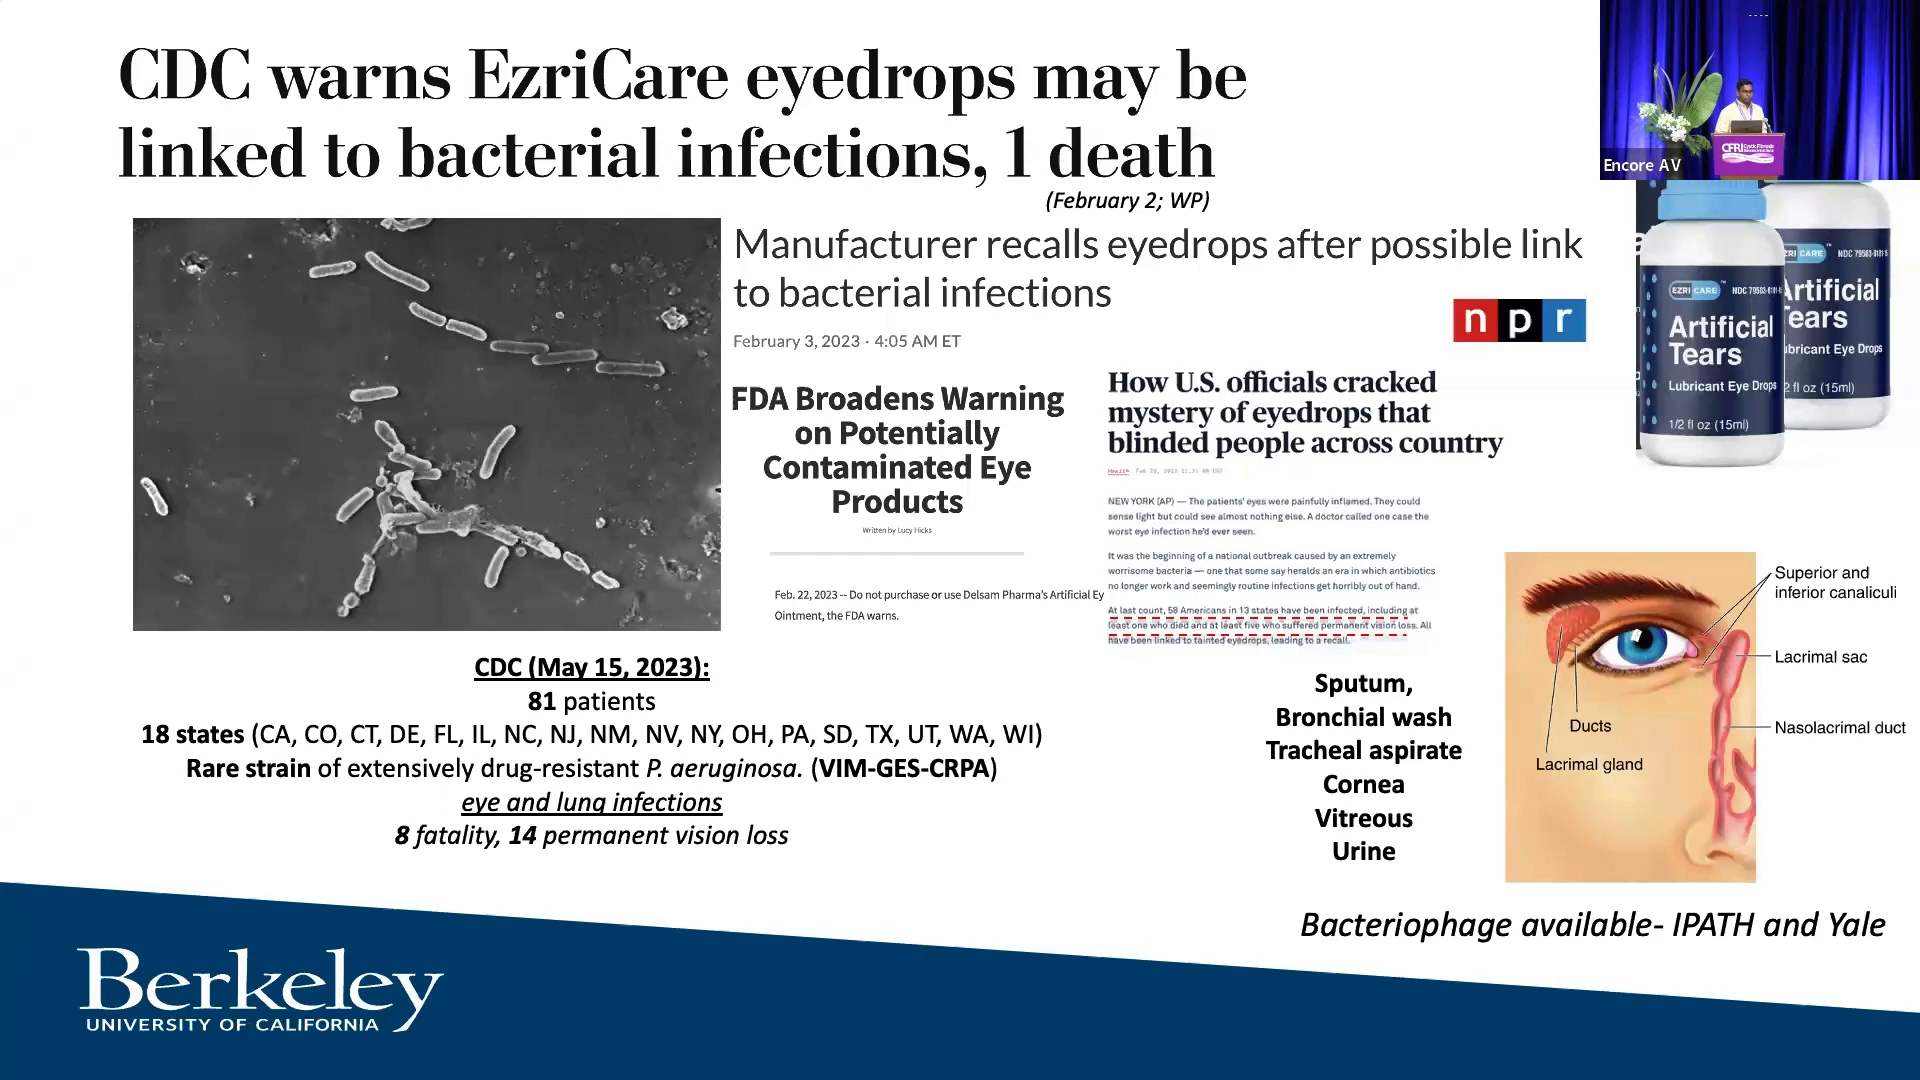 CDC warns EzriCare eyedrops may be
linked to bacterial infections, 1 death
(February 2; WP)
Encore AV
CFRI Cystic Fibrosis
Manufacturer recalls eyedrops after possible link
to bacterial infections
February 3, 2023 · 4:05 AM ET
npr
FDA Broadens Warning
on Potentially
Contaminated Eye
Products
Written by Lucy Hicks
Feb. 22, 2023 -- Do not purchase or use Delsam Pharma's Artificial Ey
Ointment, the FDA warns.
How U.S. officials cracked
mystery of eyedrops that
blinded people across country
Health
NEW YORK (AP) — The patients' eyes were painfully inflamed. They could
sense light but could see almost nothing else. A doctor called one case the
worst eye infection he'd ever seen.
It was the beginning of a national outbreak caused by an extremely
worrisome bacteria — one that some say heralds an era in which antibiotics
no longer work and seemingly routine infections get horribly out of hand.
At last count, 58 Americans in 13 states have been infected, including at
least one who died and at least five who suffered permanent vision loss. All
have been linked to tainted eyedrops, leading to a recall.
EZRI CARE
Artificial
Tears
Lubricant Eye Drops
1/2 fl oz (15ml)
ZRI CARE
Artificial
ears
ubricant Eye Drops
2 fl oz (15ml)
CDC (May 15, 2023):
81 patients
18 states (CA, CO, CT, DE, FL, IL, NC, NJ, NM, NV, NY, OH, PA, SD, TX, UT, WA, WI)
Rare strain of extensively drug-resistant P. aeruginosa. (VIM-GES-CRPA)
eye and lung infections
8 fatality, 14 permanent vision loss
Sputum,
Bronchial wash
Tracheal aspirate
Cornea
Vitreous
Urine
Superior and
inferior canaliculi
Lacrimal sac
Nasolacrimal duct
Ducts
Lacrimal gland
Bacteriophage available- IPATH and Yale
Berkeley
UNIVERSITY OF CALIFORNIA